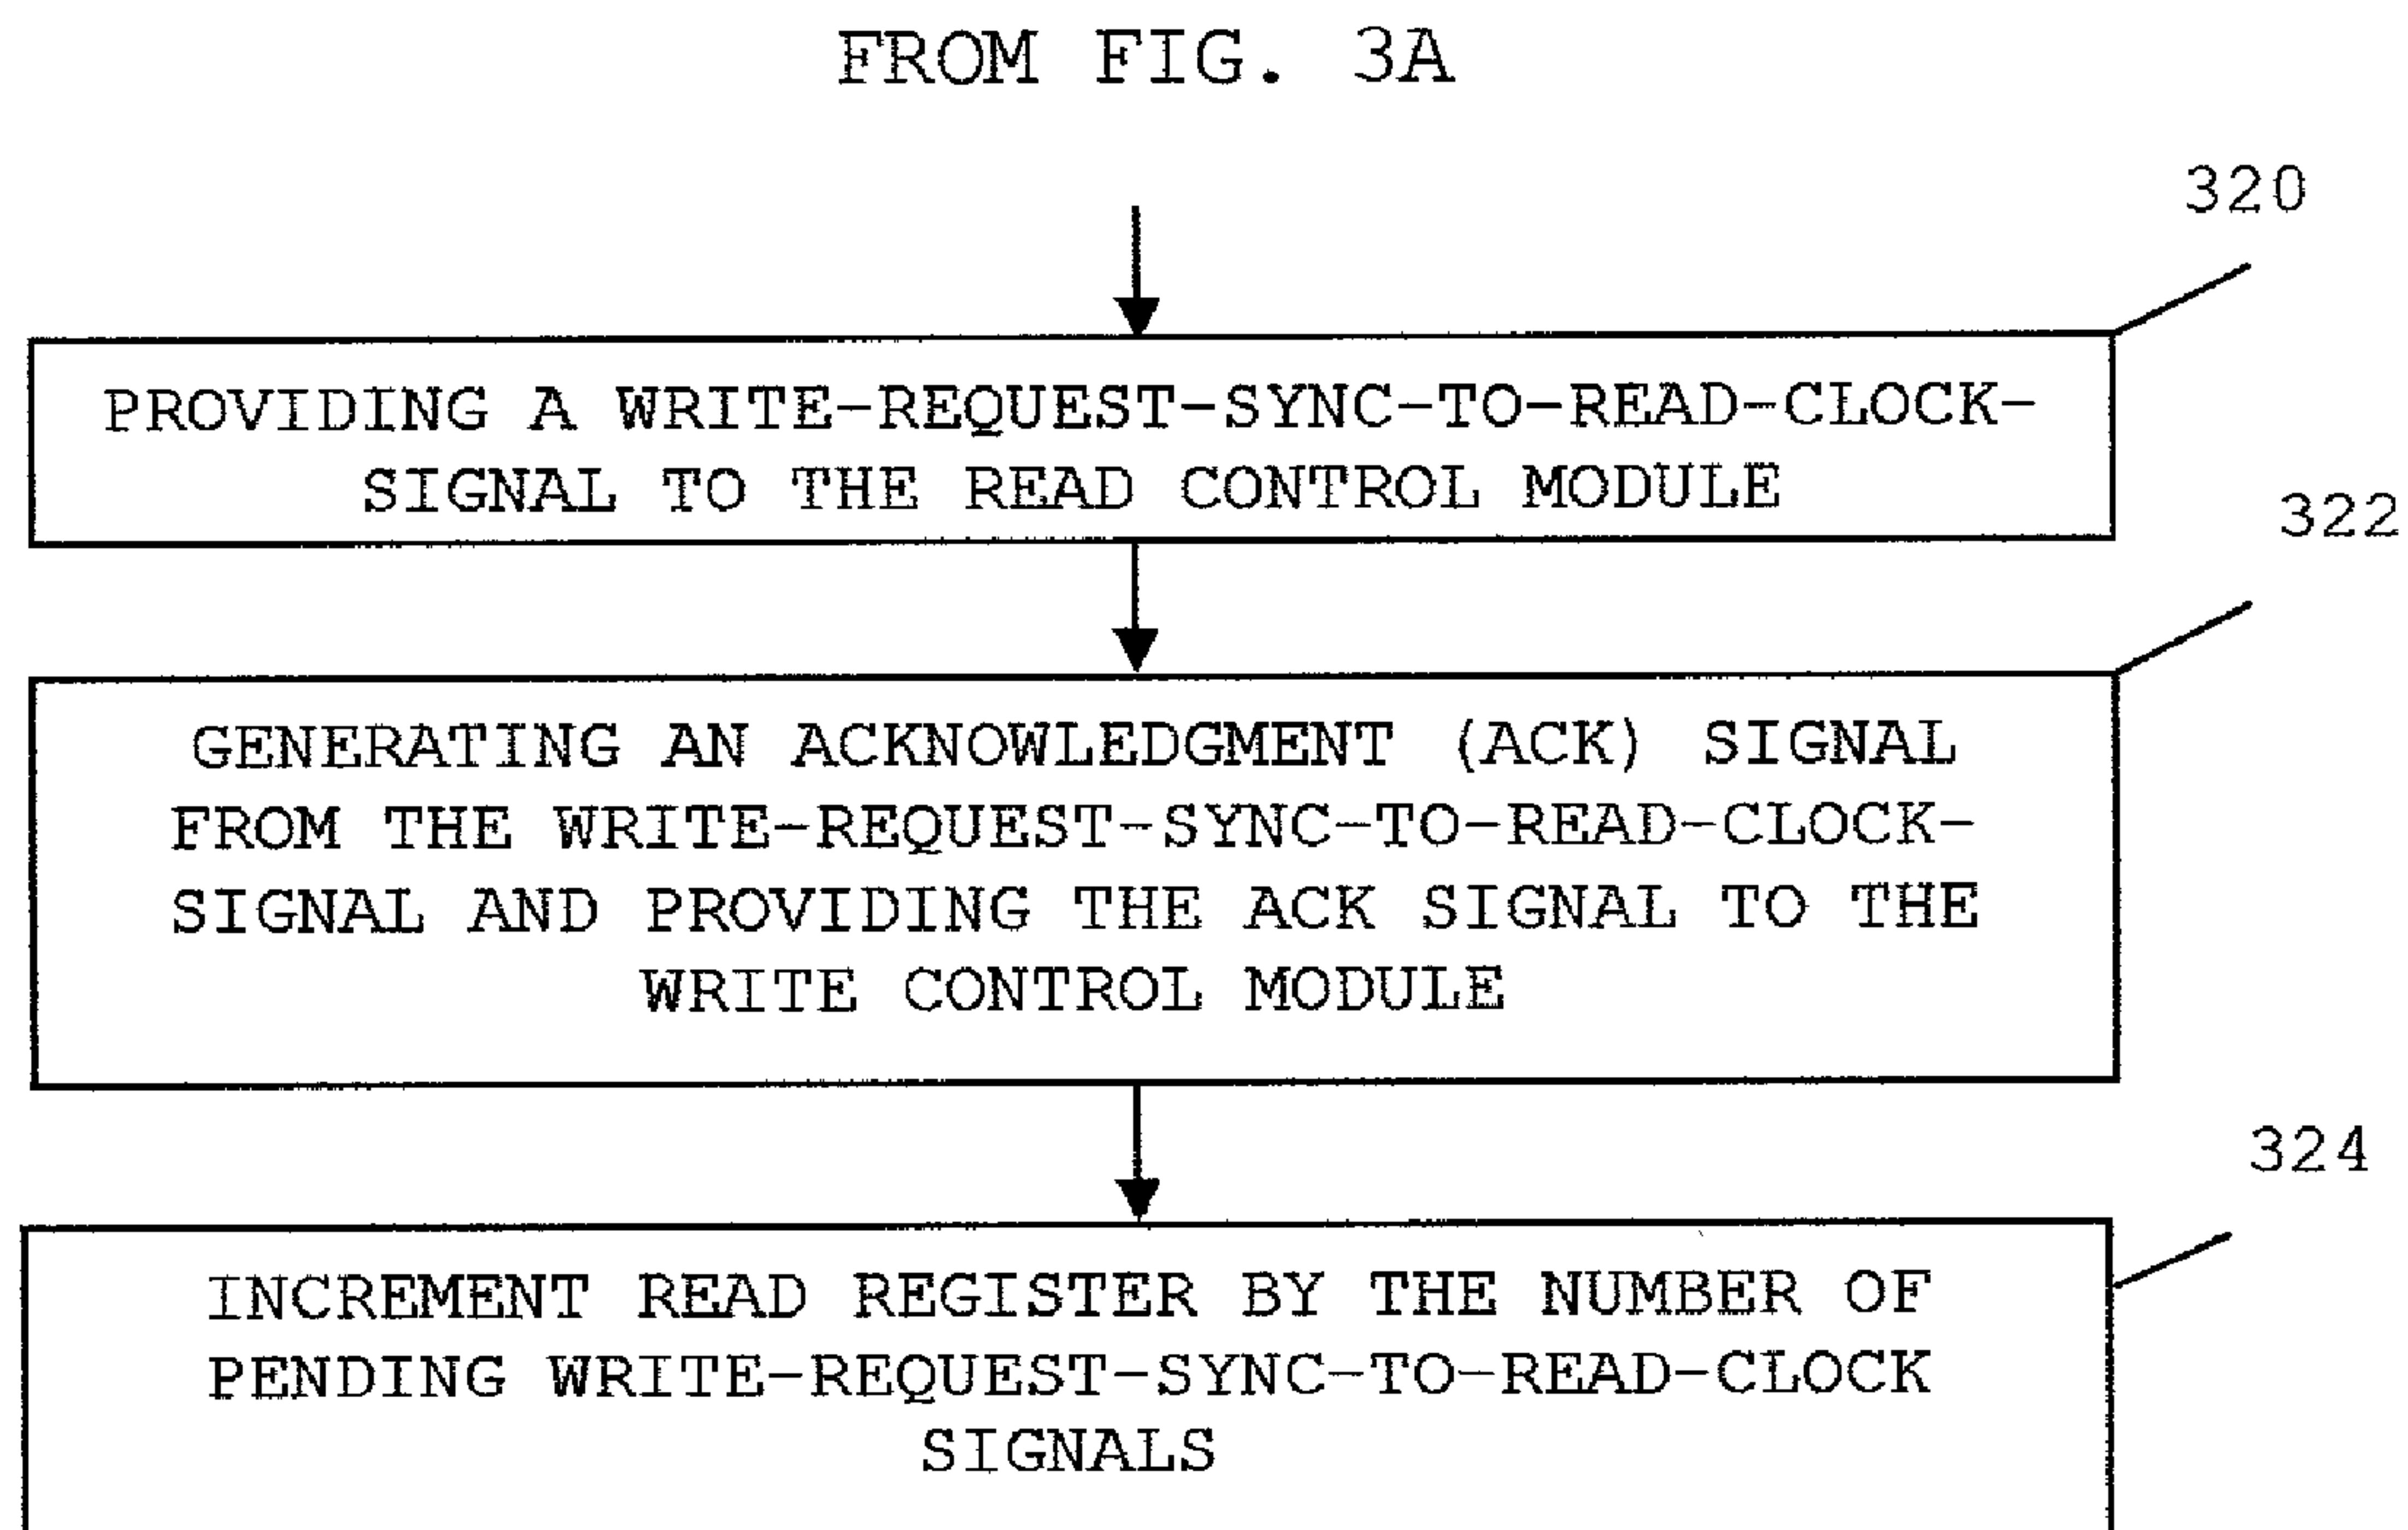 FROM FIG. 3A
320
PROVIDING A WRITE-REQUEST-SYNC-TO-READ-CLOCK-
SIGNAL TO THE READ CONTROL MODULE
322
GENERATING AN ACKNOWLEDGMENT (ACK) SIGNAL
FROM THE WRITE-REQUEST-SYNC-TO-READ-CLOCK-
SIGNAL AND PROVIDING THE ACK SIGNAL TO THE
WRITE CONTROL MODULE
324
INCREMENT READ REGISTER BY THE NUMBER OF
PENDING WRITE-REQUEST-SYNC-TO-READ-CLOCK
SIGNALS